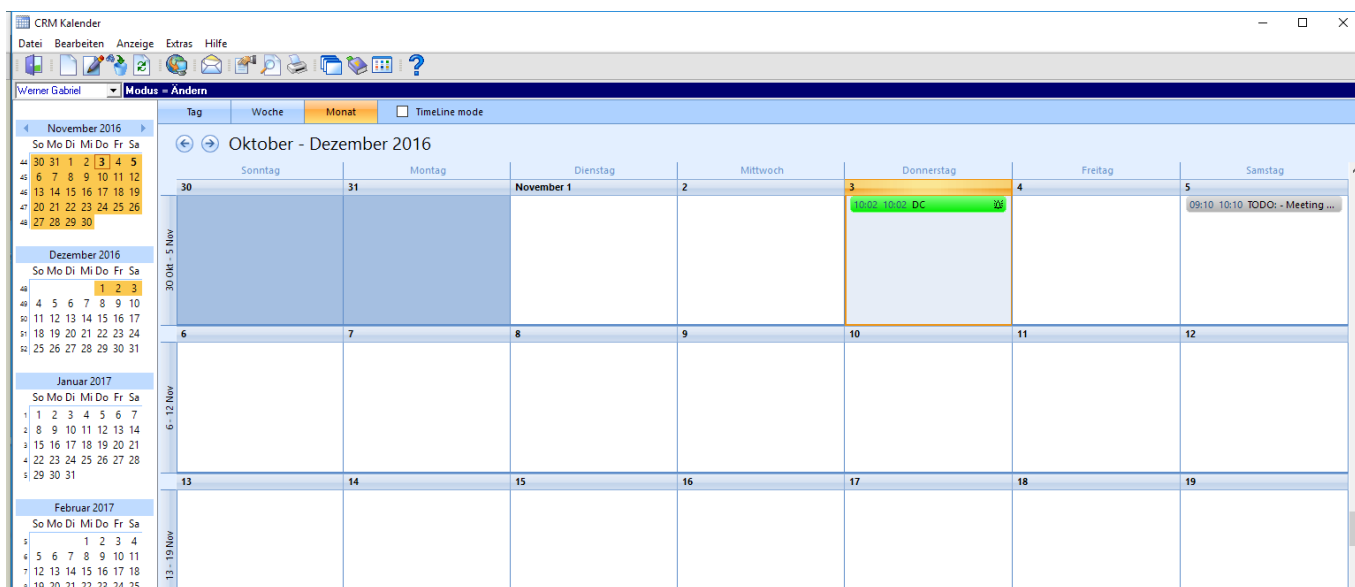 CRM Kalender
Datei Bearbeiten Anzeige Extras Hilfe
Werner Gabriel Modus = Ändern
Tag Woche Monat TimeLine mode
Oktober - Dezember 2016
November 2016
So Mo Di Mi Do Fr Sa
44 30 31 1 2 3 4 5
45 6 7 8 9 10 11 12
46 13 14 15 16 17 18 19
47 20 21 22 23 24 25 26
48 27 28 29 30
Dezember 2016
So Mo Di Mi Do Fr Sa
48 1 2 3
49 4 5 6 7 8 9 10
50 11 12 13 14 15 16 17
51 18 19 20 21 22 23 24
52 25 26 27 28 29 30 31
Januar 2017
So Mo Di Mi Do Fr Sa
1 1 2 3 4 5 6 7
2 8 9 10 11 12 13 14
3 15 16 17 18 19 20 21
4 22 23 24 25 26 27 28
5 29 30 31
Februar 2017
So Mo Di Mi Do Fr Sa
5 1 2 3 4
6 5 6 7 8 9 10 11
7 12 13 14 15 16 17 18
8 19 20 21 22 23 24 25
Sonntag Montag Dienstag Mittwoch Donnerstag Freitag Samstag
30 31 November 1 2 3 4 5
30 Okt - 5 Nov
10:02 10:02 DC
09:10 10:10 TODO: - Meeting ...
6 7 8 9 10 11 12
6 - 12 Nov
13 14 15 16 17 18 19
13 - 19 Nov